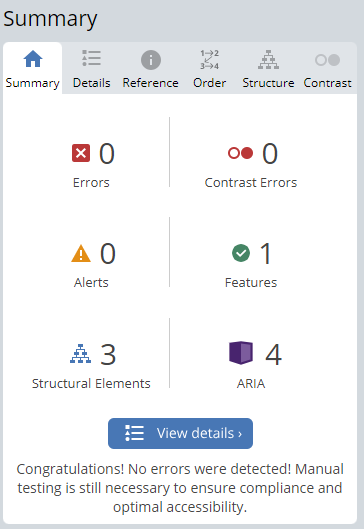 Summary
Summary Details Reference Order Structure Contrast
0 0
Errors Contrast Errors
0 1
Alerts Features
3 4
Structural Elements ARIA
View details ›
Congratulations! No errors were detected! Manual
testing is still necessary to ensure compliance and
optimal accessibility.